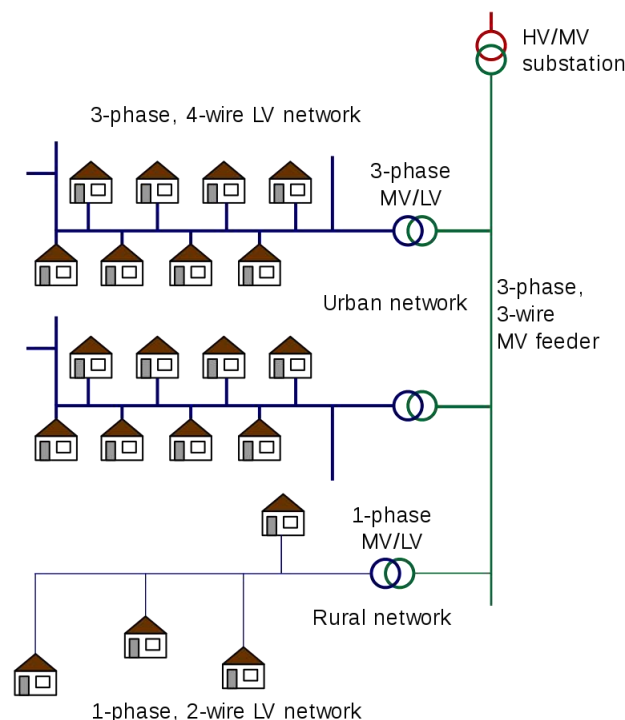 HV/MV
substation
3-phase, 4-wire LV network
3-phase
MV/LV
Urban network
3-phase,
3-wire
MV feeder
1-phase
MV/LV
Rural network
1-phase, 2-wire LV network